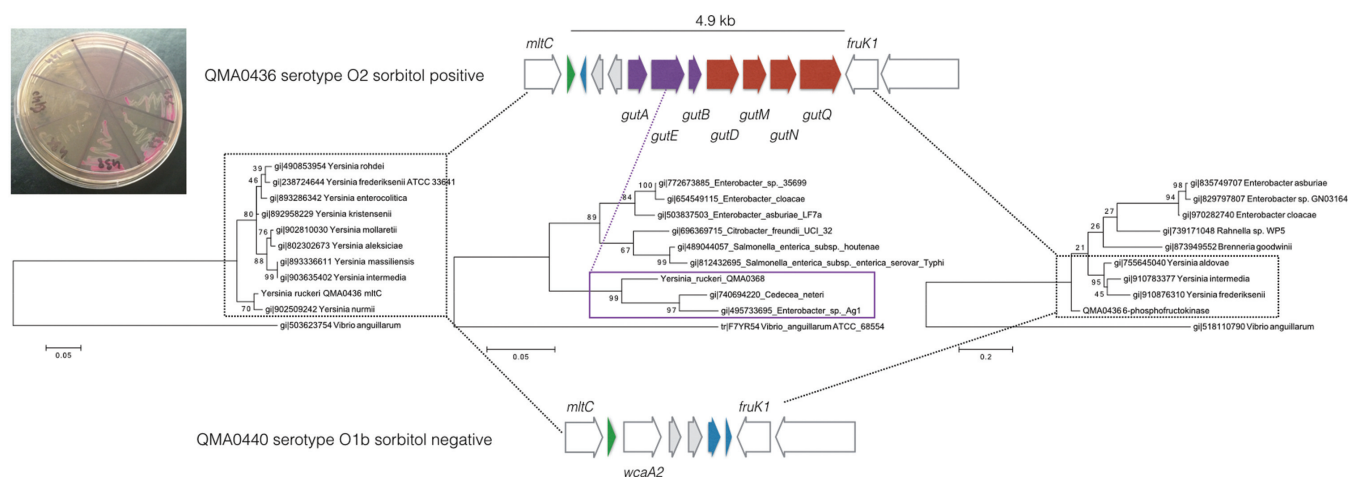 4.9 kb
mltC
fruK1
QMA0436 serotype O2 sorbitol positive
gutA
gutB
gutM
gutQ
gutE
gutD
gutN
39
46
80
76
88
99
70
gi|490853954 Yersinia rohdei
gi|238724644 Yersinia frederiksenii ATCC 33641
gi|893286342 Yersinia enterocolitica
gi|892958229 Yersinia kristensenii
gi|902810030 Yersinia mollaretii
gi|802302673 Yersinia aleksiciae
gi|893336611 Yersinia massiliensis
gi|903635402 Yersinia intermedia
Yersinia ruckeri QMA0436 mltC
gi|902509242 Yersinia nurmii
gi|503623754 Vibrio anguillarum
0.05
100
84
89
67
99
99
97
gi|772673885_Enterobacter_sp._35699
gi|654549115_Enterobacter_cloacae
gi|503837503_Enterobacter_asburiae_LF7a
gi|696369715_Citrobacter_freundii_UCI_32
gi|489044057_Salmonella_enterica_subsp._houtenae
gi|812432695_Salmonella_enterica_subsp._enterica_serovar_Typhi
Yersinia_ruckeri_QMA0368
gi|740694220_Cedecea_neteri
gi|495733695_Enterobacter_sp._Ag1
tr|F7YR54 Vibrio_anguillarum ATCC_68554
0.05
98
94
27
26
21
95
45
gi|835749707 Enterobacter asburiae
gi|829797807 Enterobacter sp. GN03164
gi|970282740 Enterobacter cloacae
gi|739171048 Rahnella sp. WP5
gi|873949552 Brenneria goodwinii
gi|755645040 Yersinia aldovae
gi|910783377 Yersinia intermedia
gi|910876310 Yersinia frederiksenii
QMA0436 6-phosphofructokinase
gi|518110790 Vibrio anguillarum
0.2
mltC
fruK1
QMA0440 serotype O1b sorbitol negative
wcaA2